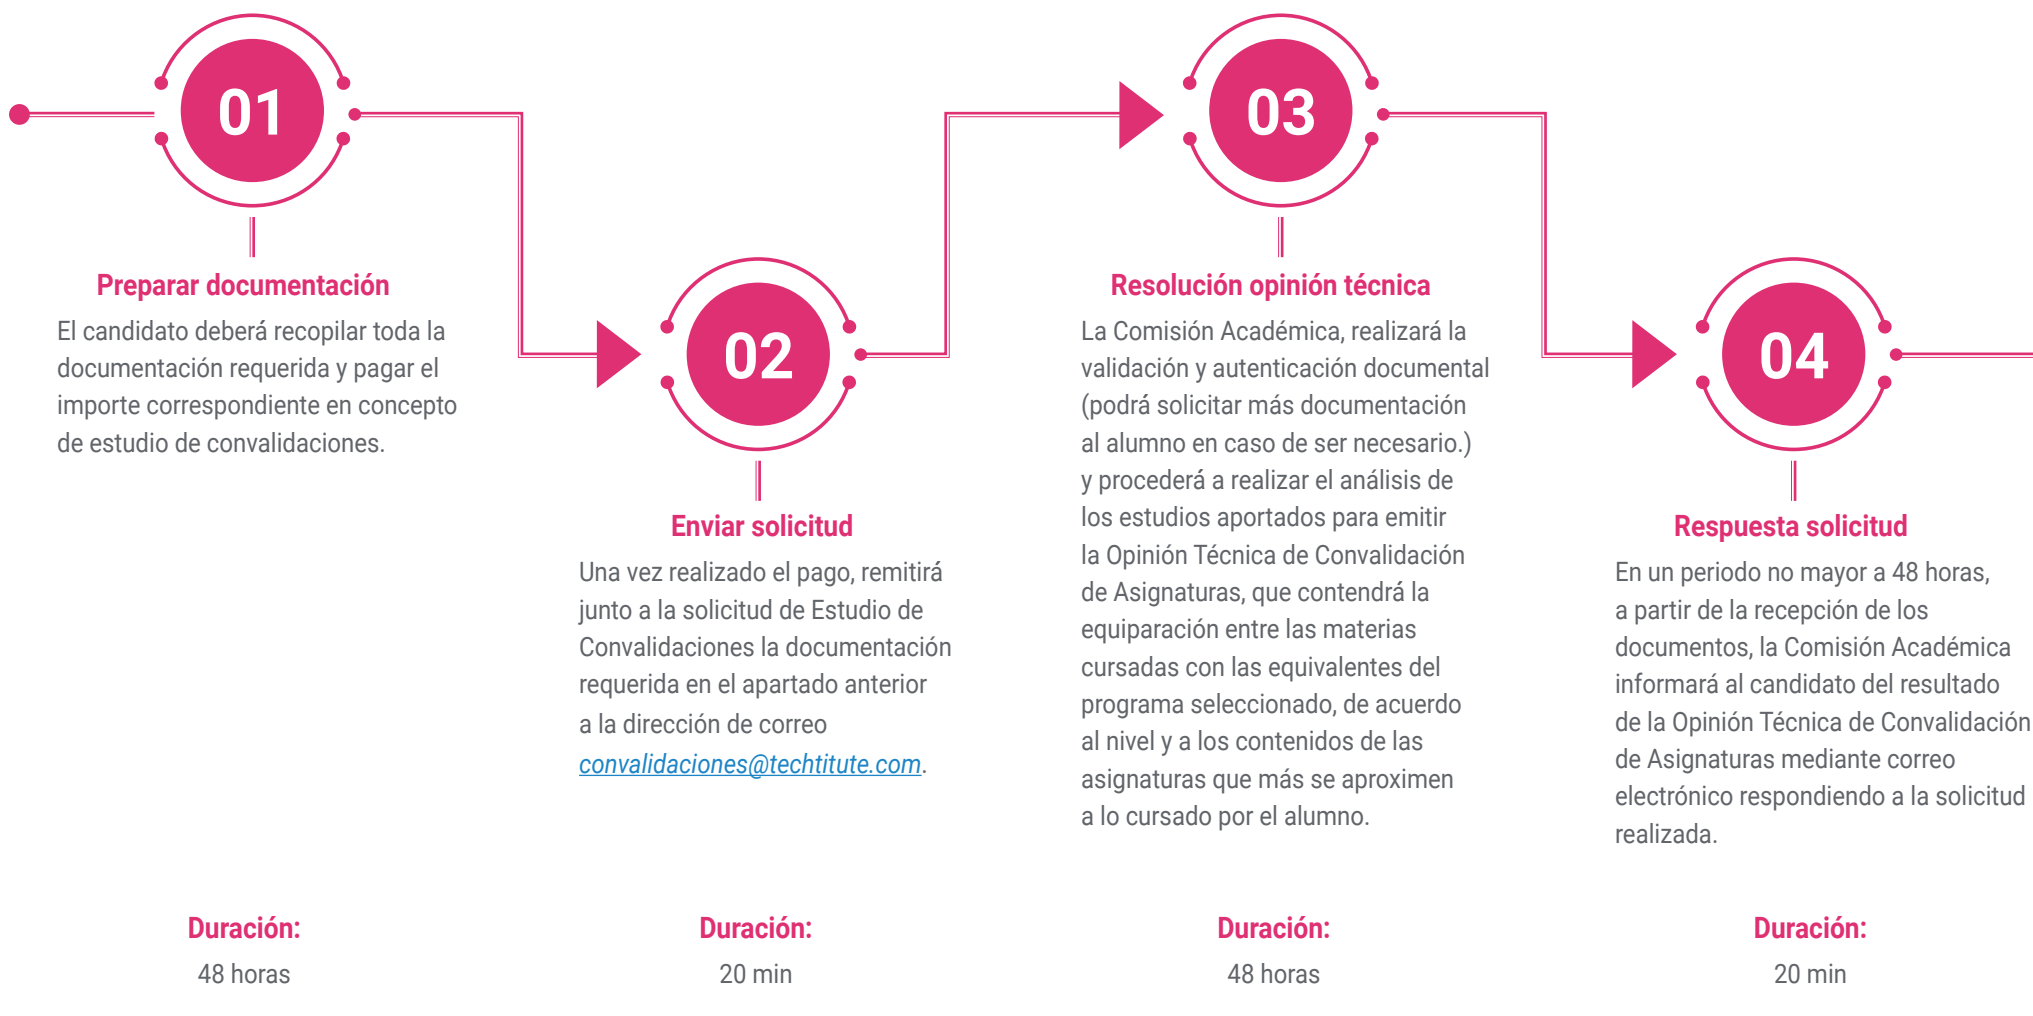 01
Preparar documentación
El candidato deberá recopilar toda la
documentación requerida y pagar el
importe correspondiente en concepto
de estudio de convalidaciones.
Duración:
48 horas
02
Enviar solicitud
Una vez realizado el pago, remitirá
junto a la solicitud de Estudio de
Convalidaciones la documentación
requerida en el apartado anterior
a la dirección de correo
convalidaciones@techtitute.com.
Duración:
20 min
03
Resolución opinión técnica
La Comisión Académica, realizará la
validación y autenticación documental
(podrá solicitar más documentación
al alumno en caso de ser necesario.)
y procederá a realizar el análisis de
los estudios aportados para emitir
la Opinión Técnica de Convalidación
de Asignaturas, que contendrá la
equiparación entre las materias
cursadas con las equivalentes del
programa seleccionado, de acuerdo
al nivel y a los contenidos de las
asignaturas que más se aproximen
a lo cursado por el alumno.
Duración:
48 horas
04
Respuesta solicitud
En un periodo no mayor a 48 horas,
a partir de la recepción de los
documentos, la Comisión Académica
informará al candidato del resultado
de la Opinión Técnica de Convalidación
de Asignaturas mediante correo
electrónico respondiendo a la solicitud
realizada.
Duración:
20 min